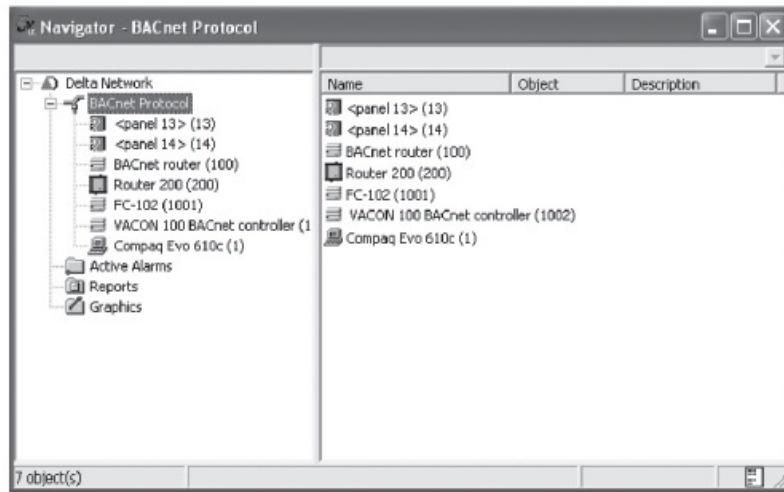 Navigator - BACnet Protocol
Delta Network
BACnet Protocol
<panel 13> (13)
<panel 14> (14)
BACnet router (100)
Router 200 (200)
FC-102 (1001)
VACON 100 BACnet controller (1
Compaq Evo 610c (1)
Active Alarms
Reports
Graphics
Name Object Description
<panel 13> (13)
<panel 14> (14)
BACnet router (100)
Router 200 (200)
FC-102 (1001)
VACON 100 BACnet controller (1002)
Compaq Evo 610c (1)
7 object(s)